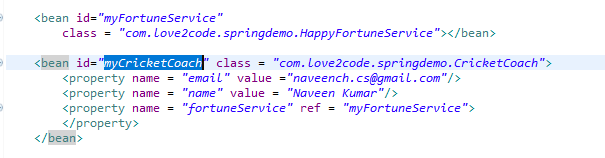 <bean id="myFortuneService"
class = "com.love2code.springdemo.HappyFortuneService"></bean>
<bean id="myCricketCoach" class = "com.love2code.springdemo.CricketCoach">
<property name = "email" value ="naveench.cs@gmail.com"/>
<property name = "name" value = "Naveen Kumar"/>
<property name = "fortuneService" ref = "myFortuneService">
</property>
</bean>